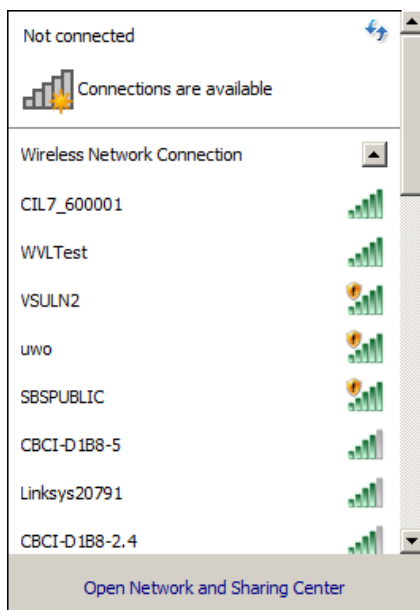 Not connected
Connections are available
Wireless Network Connection
CIL7_600001
WVLTest
VSULN2
uwo
SBSPUBLIC
CBCI-D1B8-5
Linksys20791
CBCI-D1B8-2.4
Open Network and Sharing Center